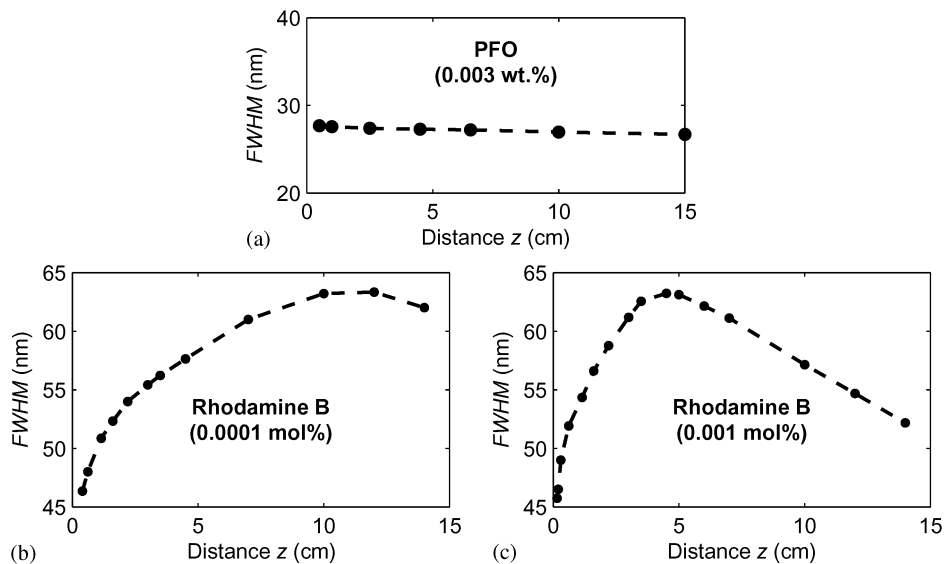 40
30
20
FWHM (nm)
PFO
(0.003 wt.%)
0 5 10 15
(a)
Distance z (cm)
65
60
55
50
45
FWHM (nm)
Rhodamine B
(0.0001 mol%)
0 5 10 15
(b)
Distance z (cm)
65
60
55
50
45
FWHM (nm)
Rhodamine B
(0.001 mol%)
0 5 10 15
(c)
Distance z (cm)